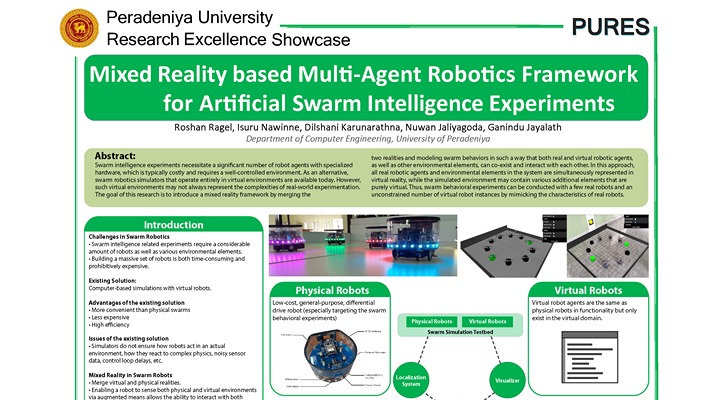 Peradeniya University
Research Excellence Showcase
PURES
Mixed Reality based Multi-Agent Robotics Framework
for Artificial Swarm Intelligence Experiments
Roshan Ragel, Isuru Nawinne, Dilshani Karunarathna, Nuwan Jaliyagoda, Ganindu Jayalath
Department of Computer Engineering, University of Peradeniya
Abstract:
Swarm intelligence experiments necessitate a significant number of robot agents with specialized
hardware, which is typically costly and requires a well-controlled environment. As an alternative,
swarm robotics simulators that operate entirely in virtual environments are available today. However,
such virtual environments may not always represent the complexities of real-world experimentation.
The goal of this research is to introduce a mixed reality framework by merging the
two realities and modeling swarm behaviors in such a way that both real and virtual robotic agents,
as well as other environmental elements, can co-exist and interact with each other. In this approach,
all real robotic agents and environmental elements in the system are simultaneously represented in
virtual reality, while the simulated environment may contain various additional elements that are
purely virtual. Thus, swarm behavioral experiments can be conducted with a few real robots and an
unconstrained number of virtual robot instances by mimicking the characteristics of real robots.
Introduction
Challenges in Swarm Robotics
• Swarm intelligence related experiments require a considerable
amount of robots as well as various environmental elements.
• Building a massive set of robots is both time-consuming and
prohibitively expensive.
Existing Solution:
Computer-based simulations with virtual robots.
Advantages of the existing solution
• More convenient than physical swarms
• Less expensive
• High efficiency
Issues of the existing solution
• Simulators do not ensure how robots act in an actual
environment, how they react to complex physics, noisy sensor
data, control loop delays, etc.
Mixed Reality in Swarm Robots
• Merge virtual and physical realities.
• Enabling a robot to sense both physical and virtual environments
via augmented means allows the ability to interact with both
Physical Robots
Low-cost, general-purpose, differential
drive robot (especially targeting the swarm
behavioral experiments)
Physical Robots
Virtual Robots
Swarm Simulation Testbed
Localization
System
Visualizer
Virtual Robots
Virtual robot agents are the same as
physical robots in functionality but only
exist in the virtual domain.